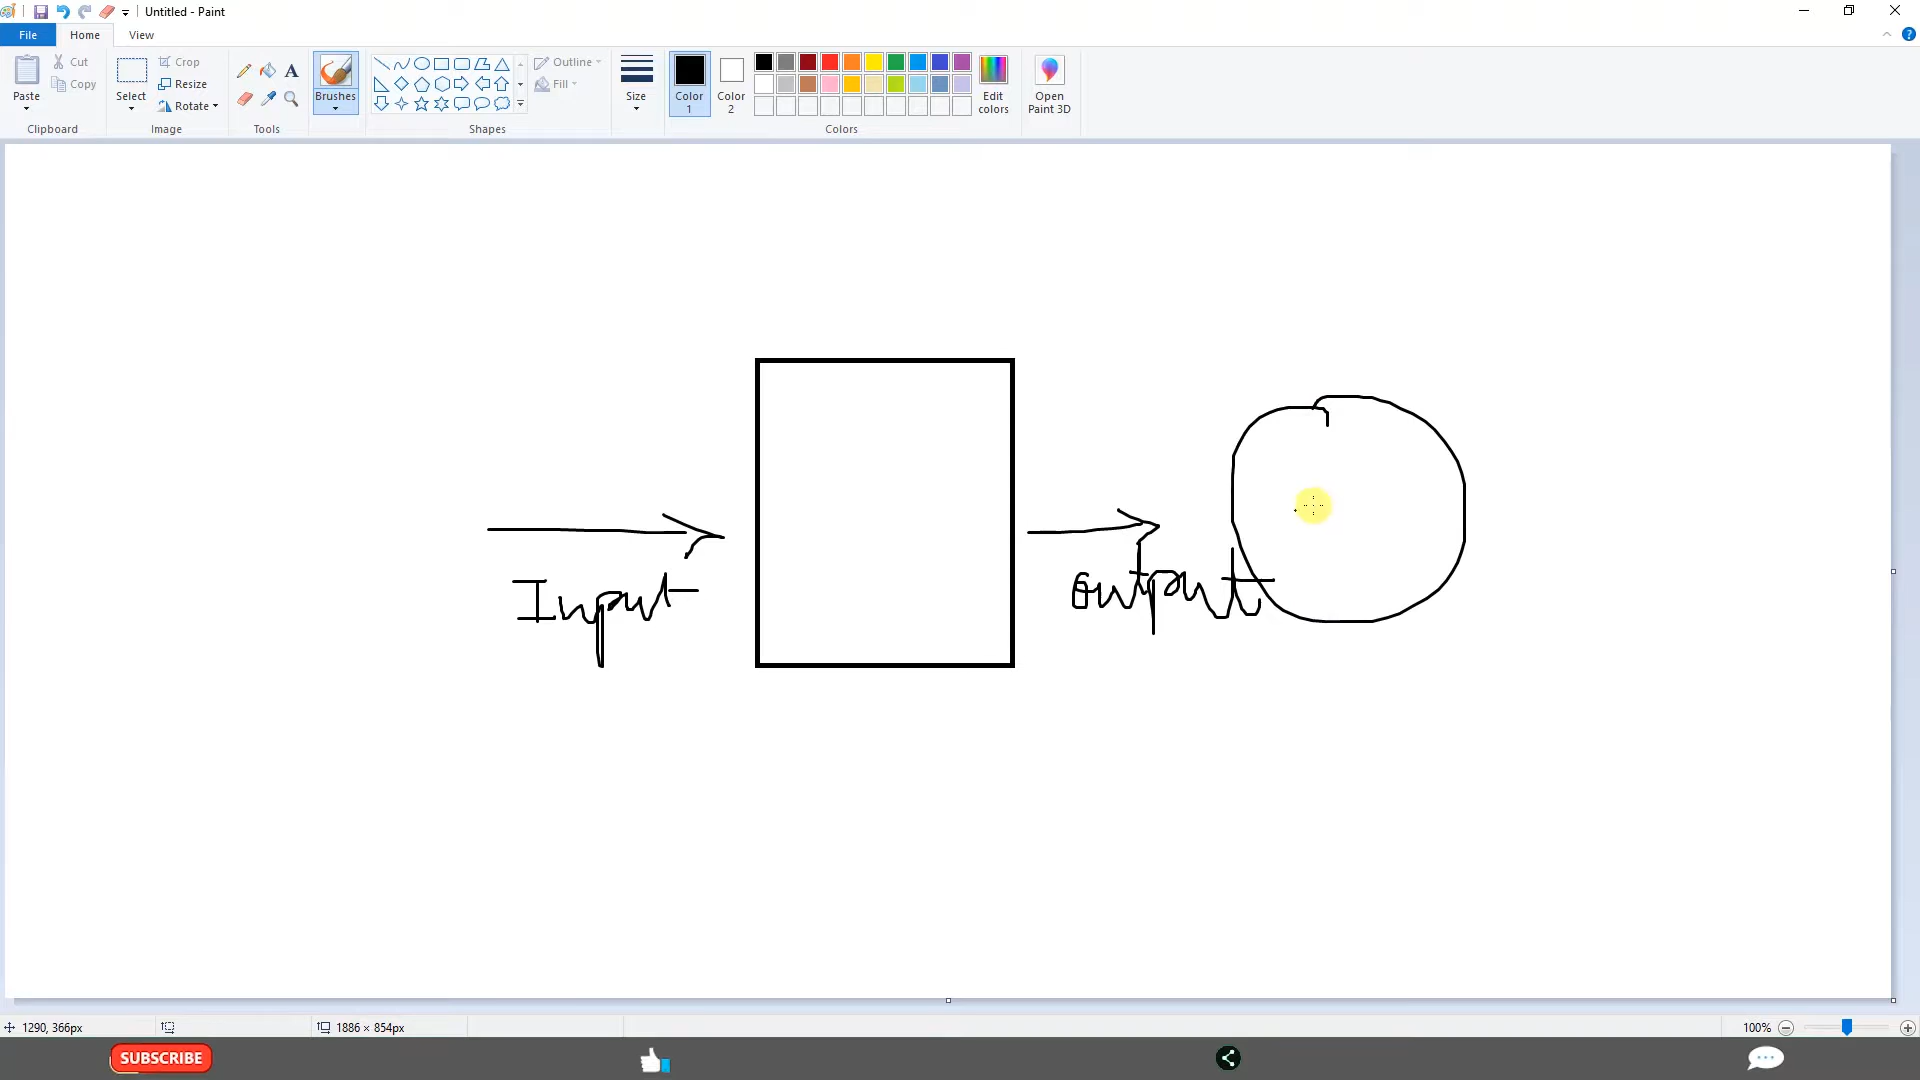 Untitled - Paint
File Home View
Paste
Cut
Copy
Clipboard
Select
Crop
Resize
Rotate
Image
Tools
Brushes
Outline
Fill
Shapes
Size
Color 1
Color 2
Edit colors
Colors
Open Paint 3D
Input
output
1290, 366px
1886 × 854px
100%
SUBSCRIBE